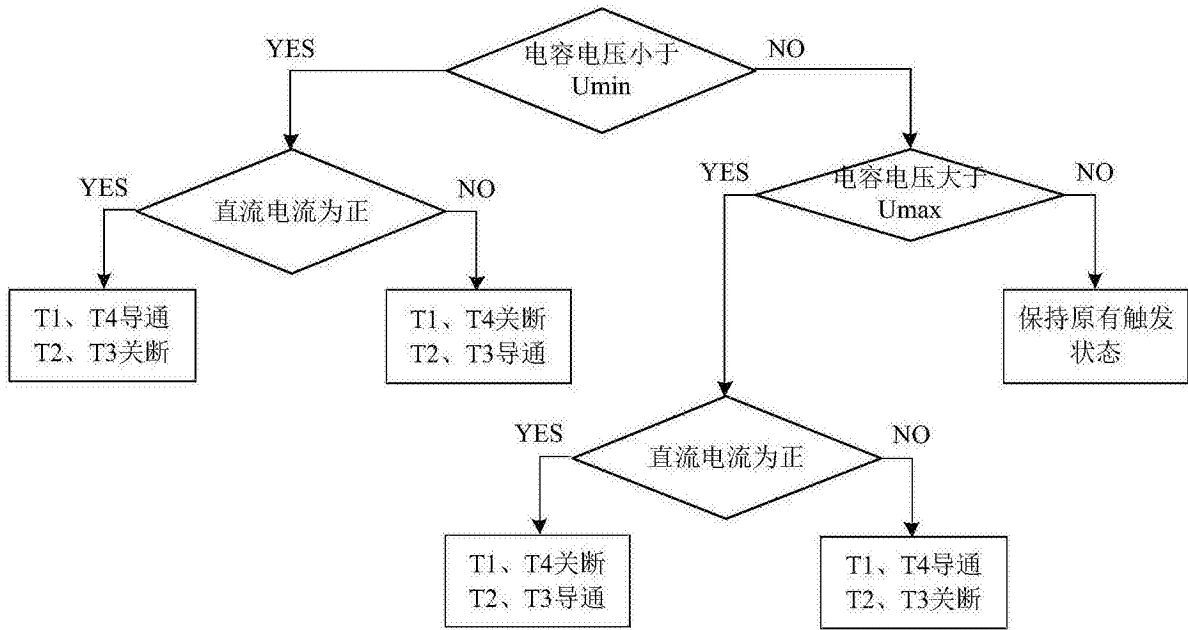 YES
电容电压小于
Umin
NO
YES
直流电流为正
NO
YES
电容电压大于
Umax
NO
T1、T4导通
T2、T3关断
T1、T4关断
T2、T3导通
保持原有触发
状态
YES
直流电流为正
NO
T1、T4关断
T2、T3导通
T1、T4导通
T2、T3关断